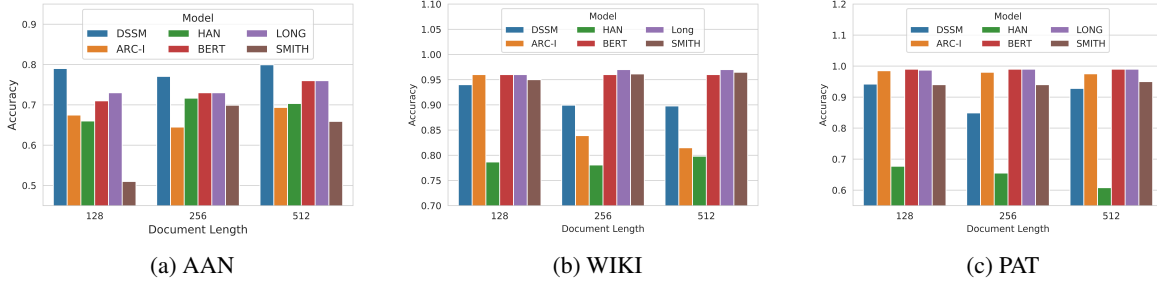 Model
DSSM HAN LONG
ARC-I BERT SMITH
0.9
0.8
0.7
0.6
0.5
Accuracy
128 256 512
Document Length
(a) AAN
Model
DSSM HAN Long
ARC-I BERT SMITH
1.10
1.05
1.00
0.95
0.90
0.85
0.80
0.75
0.70
Accuracy
128 256 512
Document Length
(b) WIKI
Model
DSSM HAN LONG
ARC-I BERT SMITH
1.2
1.1
1.0
0.9
0.8
0.7
0.6
Accuracy
128 256 512
Document Length
(c) PAT